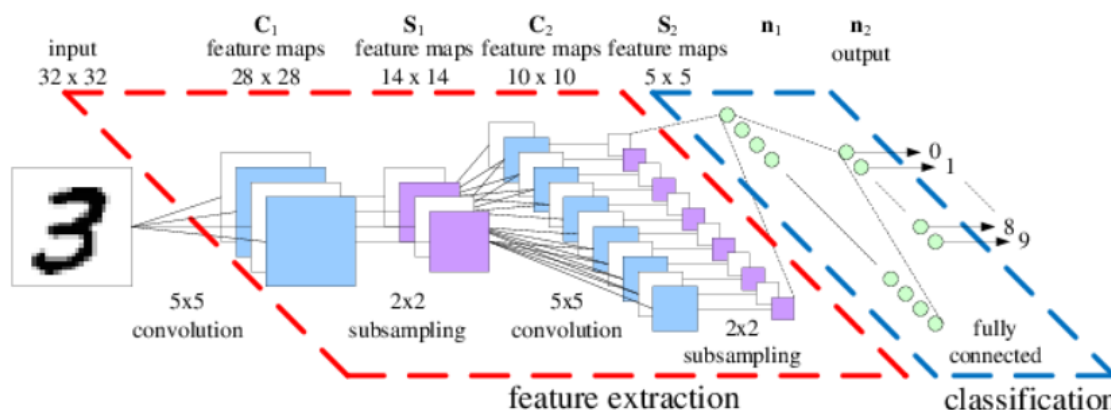 C₁ S₁ C₂ S₂ n₁ n₂
input feature maps feature maps feature maps feature maps output
32 x 32 28 x 28 14 x 14 10 x 10 5 x 5
3
0
1
8
9
5x5 2x2 5x5 2x2 fully
convolution subsampling convolution subsampling connected
feature extraction classification